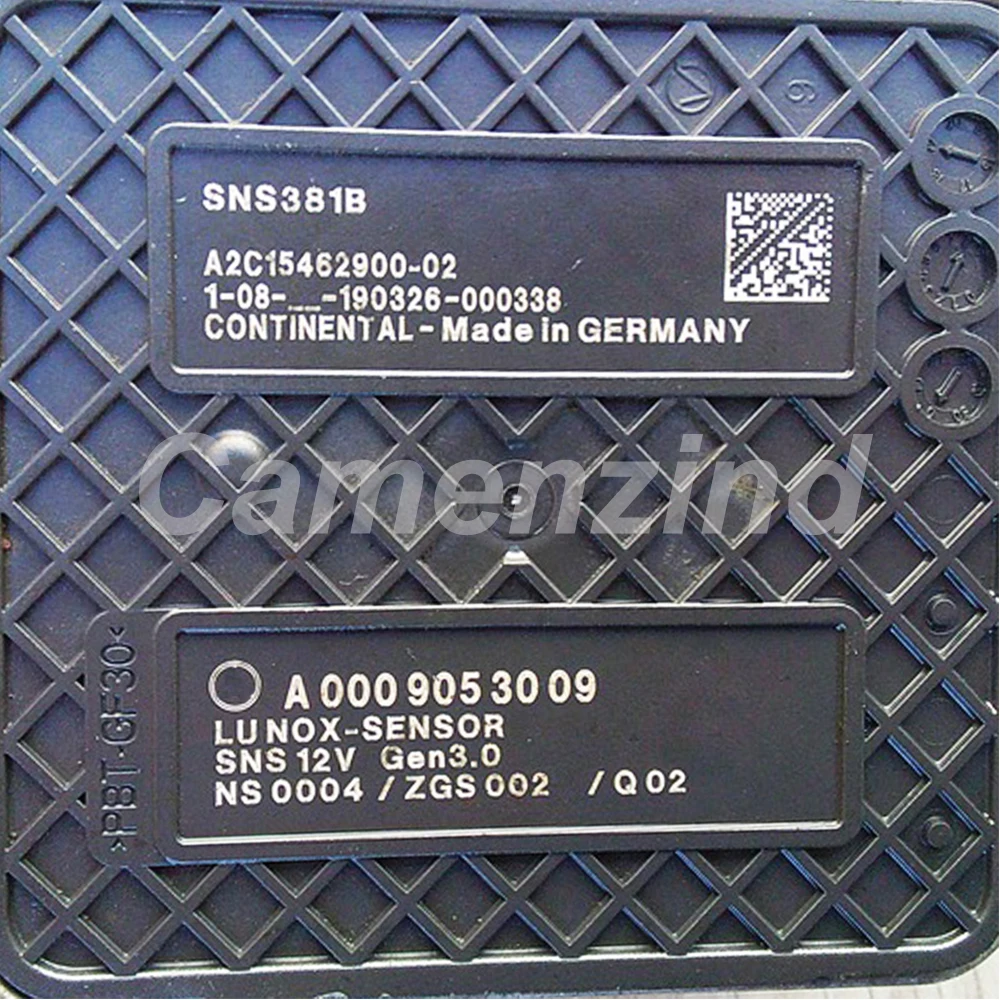 9
SNS381B
A2C15462900-02
1-08-__-190326-000338
CONTINENTAL - Made in GERMANY
Camenzind
>PBT-GF30<
A 000 905 30 09
LU NOX-SENSOR
SNS 12V Gen3.0
NS 0004 / ZGS 002 / Q 02